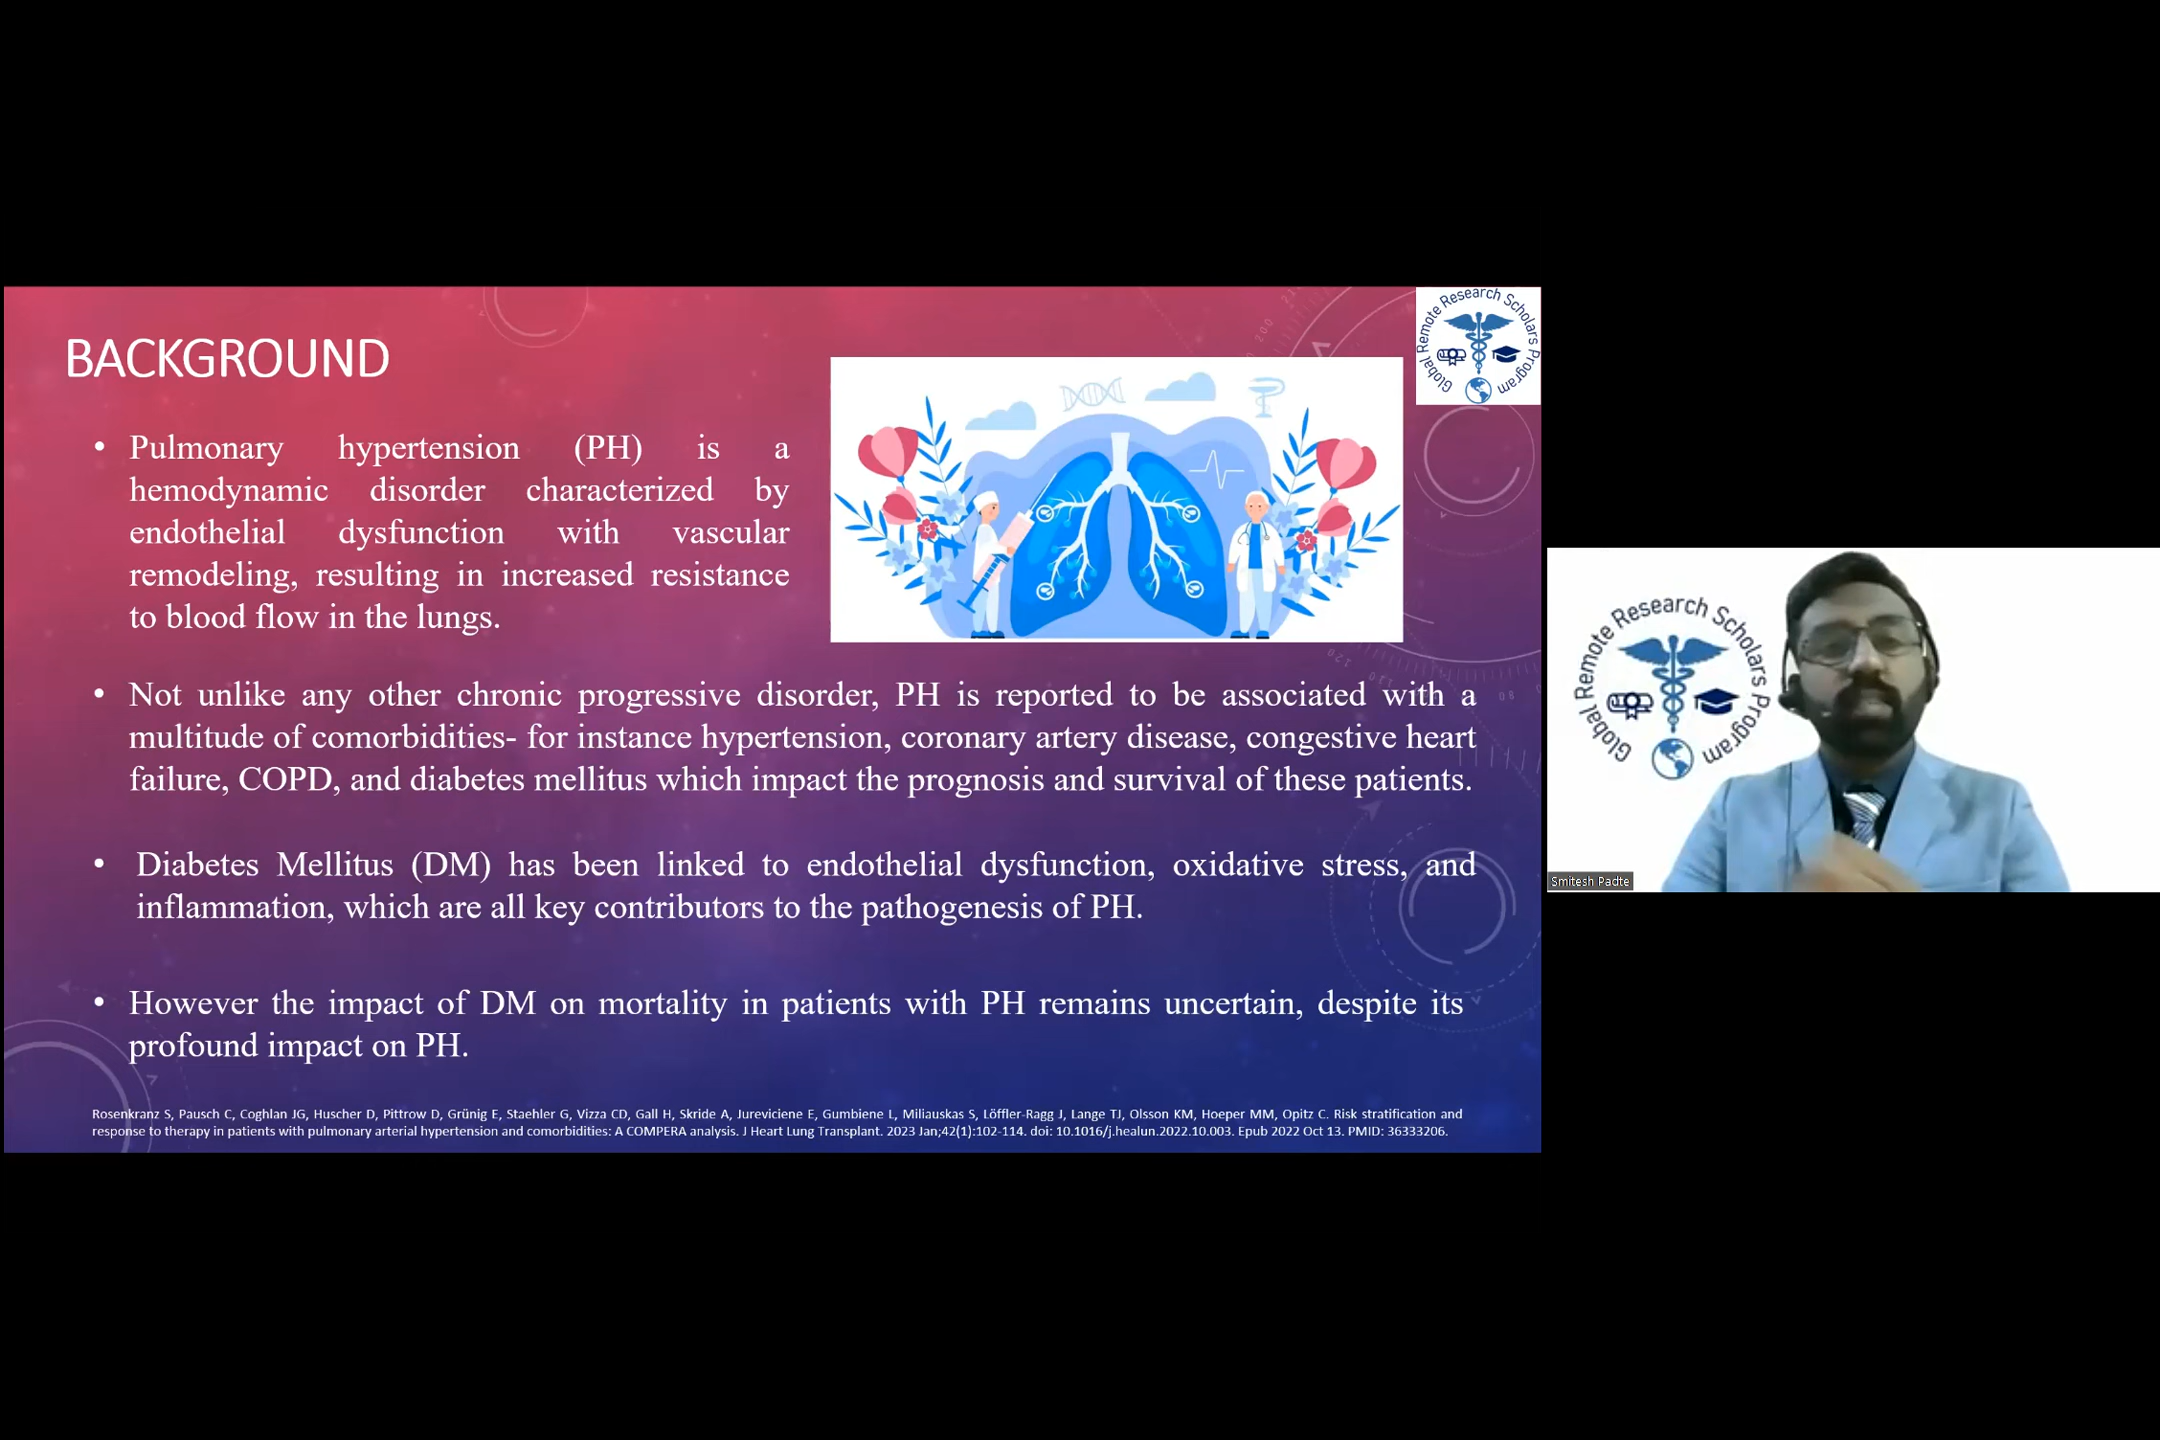 BACKGROUND
Global Remote Research Scholars Program
• Pulmonary hypertension (PH) is a
hemodynamic disorder characterized by
endothelial dysfunction with vascular
remodeling, resulting in increased resistance
to blood flow in the lungs.
• Not unlike any other chronic progressive disorder, PH is reported to be associated with a
multitude of comorbidities- for instance hypertension, coronary artery disease, congestive heart
failure, COPD, and diabetes mellitus which impact the prognosis and survival of these patients.
• Diabetes Mellitus (DM) has been linked to endothelial dysfunction, oxidative stress, and
inflammation, which are all key contributors to the pathogenesis of PH.
• However the impact of DM on mortality in patients with PH remains uncertain, despite its
profound impact on PH.
Rosenkranz S, Pausch C, Coghlan JG, Huscher D, Pittrow D, Grünig E, Staehler G, Vizza CD, Gall H, Skride A, Jureviciene E, Gumbiene L, Miliauskas S, Löffler-Ragg J, Lange TJ, Olsson KM, Hoeper MM, Opitz C. Risk stratification and
response to therapy in patients with pulmonary arterial hypertension and comorbidities: A COMPERA analysis. J Heart Lung Transplant. 2023 Jan;42(1):102-114. doi: 10.1016/j.healun.2022.10.003. Epub 2022 Oct 13. PMID: 36333206.
Global Remote Research Scholars Program
Smitesh Padte